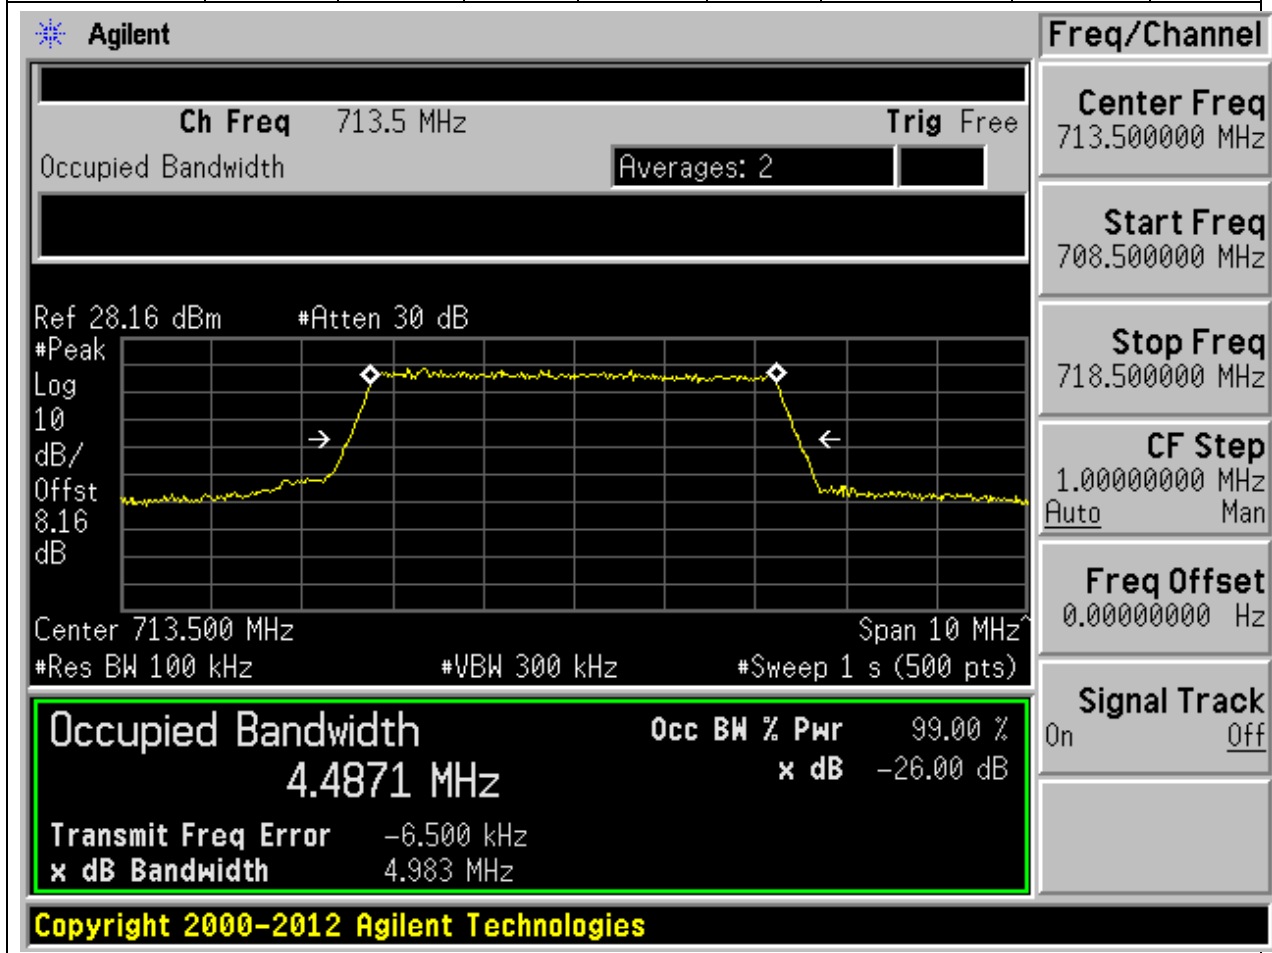 Agilent
Freq/Channel
Ch Freq 713.5 MHz Trig Free
Occupied Bandwidth Averages: 2
Center Freq
713.500000 MHz
Start Freq
708.500000 MHz
Stop Freq
718.500000 MHz
CF Step
1.00000000 MHz
Auto Man
Freq Offset
0.00000000 Hz
Signal Track
On Off
Ref 28.16 dBm #Atten 30 dB
#Peak
Log
10
dB/
Offst
8.16
dB
Center 713.500 MHz Span 10 MHz^
#Res BW 100 kHz #VBW 300 kHz #Sweep 1 s (500 pts)
Occupied Bandwidth Occ BW % Pwr 99.00 %
4.4871 MHz x dB -26.00 dB
Transmit Freq Error -6.500 kHz
x dB Bandwidth 4.983 MHz
Copyright 2000-2012 Agilent Technologies